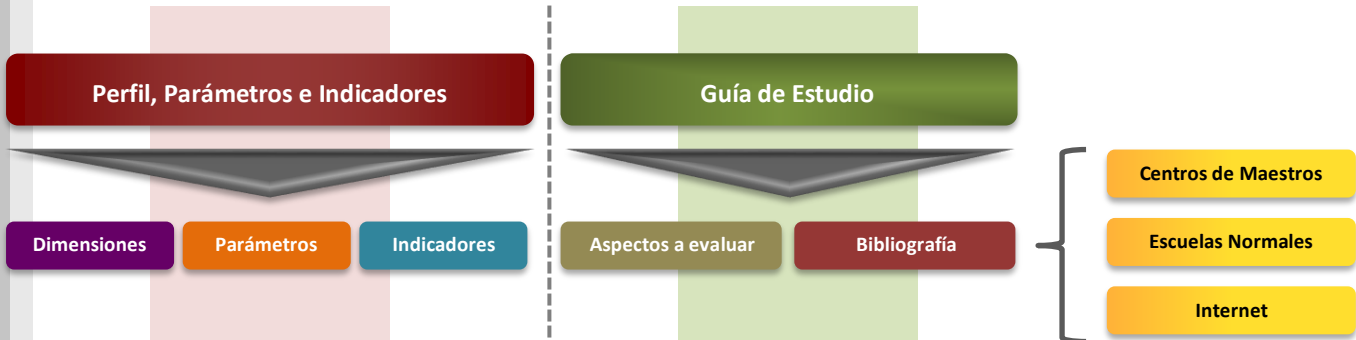 Perfil, Parámetros e Indicadores
Guía de Estudio
Dimensiones
Parámetros
Indicadores
Aspectos a evaluar
Bibliografía
Centros de Maestros
Escuelas Normales
Internet